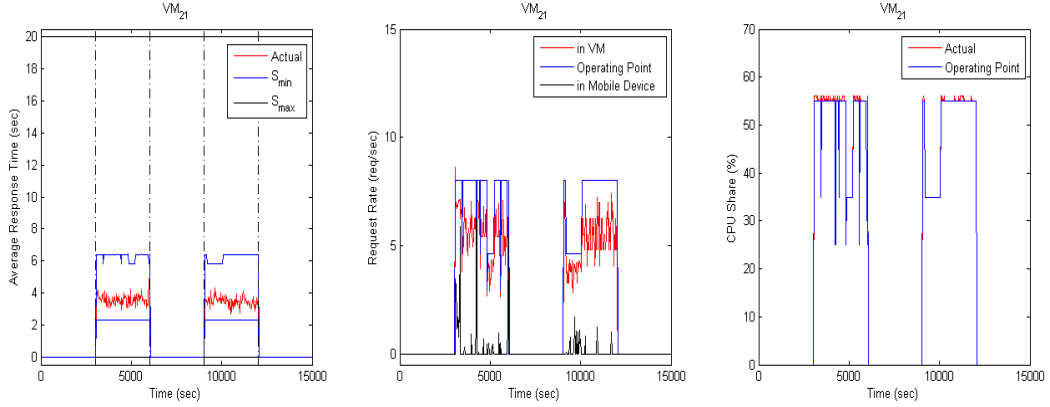 VM21
20
18
16
14
12
10
8
6
4
2
0
0
5000
10000
15000
Average Response Time (sec)
Time (sec)
Actual
Smin
Smax
VM21
15
10
5
0
0
5000
10000
15000
Request Rate (req/sec)
Time (sec)
in VM
Operating Point
in Mobile Device
VM21
70
60
50
40
30
20
10
0
0
5000
10000
15000
CPU Share (%)
Time (sec)
Actual
Operating Point